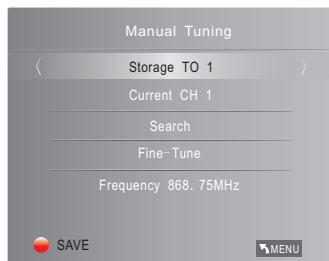 Manual Tuning
Storage TO 1
Current CH 1
Search
Fine-Tune
Frequency 868. 75MHz
SAVE
MENU